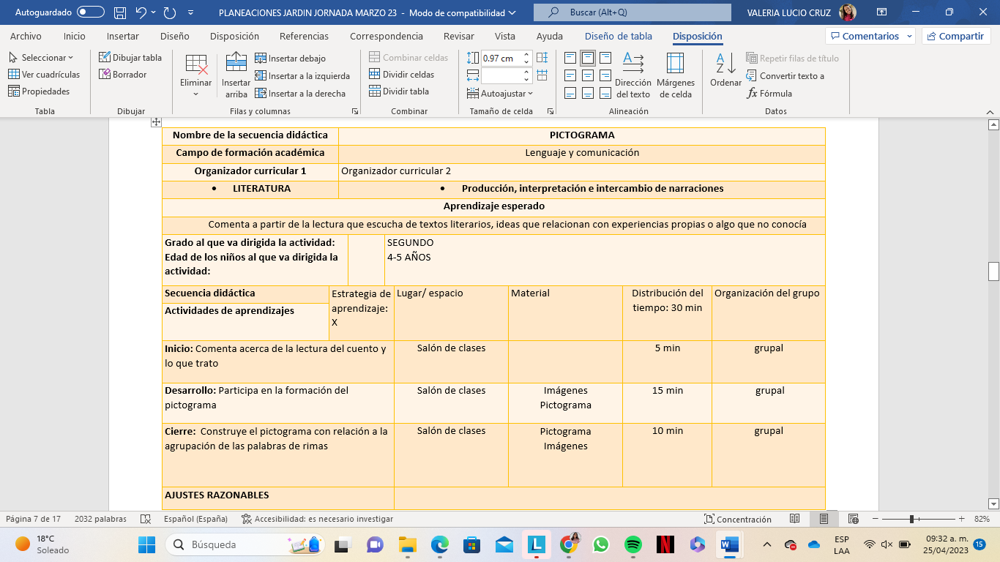 Autoguardado
PLANEACIONES JARDIN JORNADA MARZO 23 - Modo de compatibilidad
Buscar (Alt+Q)
VALERIA LUCIO CRUZ
Archivo Inicio Insertar Diseño Disposición Referencias Correspondencia Revisar Vista Ayuda Diseño de tabla Disposición
Comentarios Compartir
Seleccionar
Ver cuadrículas
Propiedades
Tabla
Dibujar tabla
Borrador
Dibujar
Eliminar
Insertar arriba
Insertar debajo
Insertar a la izquierda
Insertar a la derecha
Filas y columnas
Combinar celdas
Dividir celdas
Dividir tabla
Combinar
0.97 cm
Autoajustar
Tamaño de celda
Dirección del texto
Márgenes de celda
Alineación
Ordenar
Repetir filas de título
Convertir texto a
Fórmula
Datos
Nombre de la secuencia didáctica PICTOGRAMA
Campo de formación académica Lenguaje y comunicación
Organizador curricular 1 Organizador curricular 2
• LITERATURA • Producción, interpretación e intercambio de narraciones
Aprendizaje esperado
Comenta a partir de la lectura que escucha de textos literarios, ideas que relacionan con experiencias propias o algo que no conocía
Grado al que va dirigida la actividad: SEGUNDO
Edad de los niños al que va dirigida la 4-5 AÑOS
actividad:
Secuencia didáctica
Actividades de aprendizajes
Estrategia de
aprendizaje:
X
Lugar/ espacio
Material
Distribución del
tiempo: 30 min
Organización del grupo
Inicio: Comenta acerca de la lectura del cuento y
lo que trato
Salón de clases
5 min
grupal
Desarrollo: Participa en la formación del
pictograma
Salón de clases
Imágenes
Pictograma
15 min
grupal
Cierre: Construye el pictograma con relación a la
agrupación de las palabras de rimas
Salón de clases
Pictograma
Imágenes
10 min
grupal
AJUSTES RAZONABLES
Página 7 de 17 2032 palabras Español (España) Accesibilidad: es necesario investigar
Concentración 82%
18°C
Soleado
Búsqueda
L
N
W
ESP
LAA
09:32 a. m.
25/04/2023
15